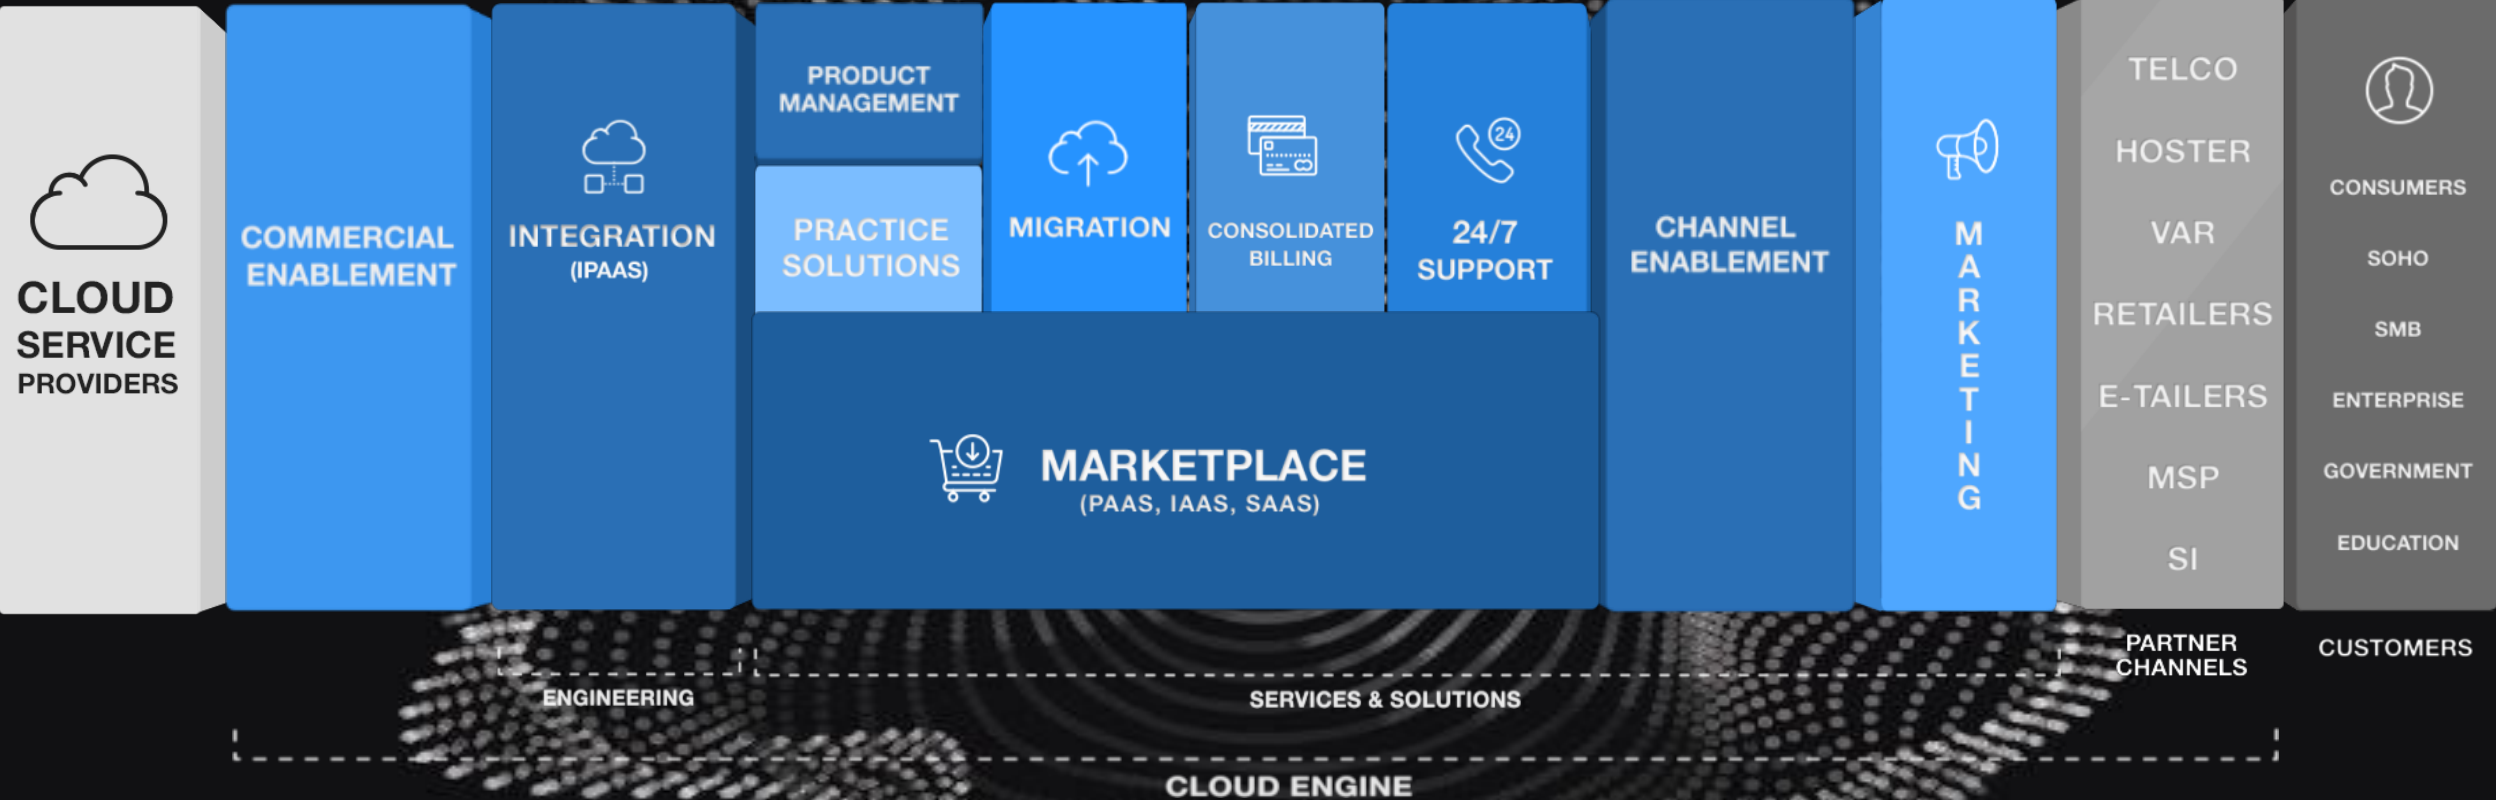 CLOUD
SERVICE
PROVIDERS
COMMERCIAL
ENABLEMENT
INTEGRATION
(IPAAS)
PRODUCT
MANAGEMENT
PRACTICE
SOLUTIONS
MIGRATION
CONSOLIDATED
BILLING
24
24/7
SUPPORT
MARKETPLACE
(PAAS, IAAS, SAAS)
CHANNEL
ENABLEMENT
MARKETING
TELCO
HOSTER
VAR
RETAILERS
E-TAILERS
MSP
SI
CONSUMERS
SOHO
SMB
ENTERPRISE
GOVERNMENT
EDUCATION
ENGINEERING
SERVICES & SOLUTIONS
PARTNER
CHANNELS
CUSTOMERS
CLOUD ENGINE